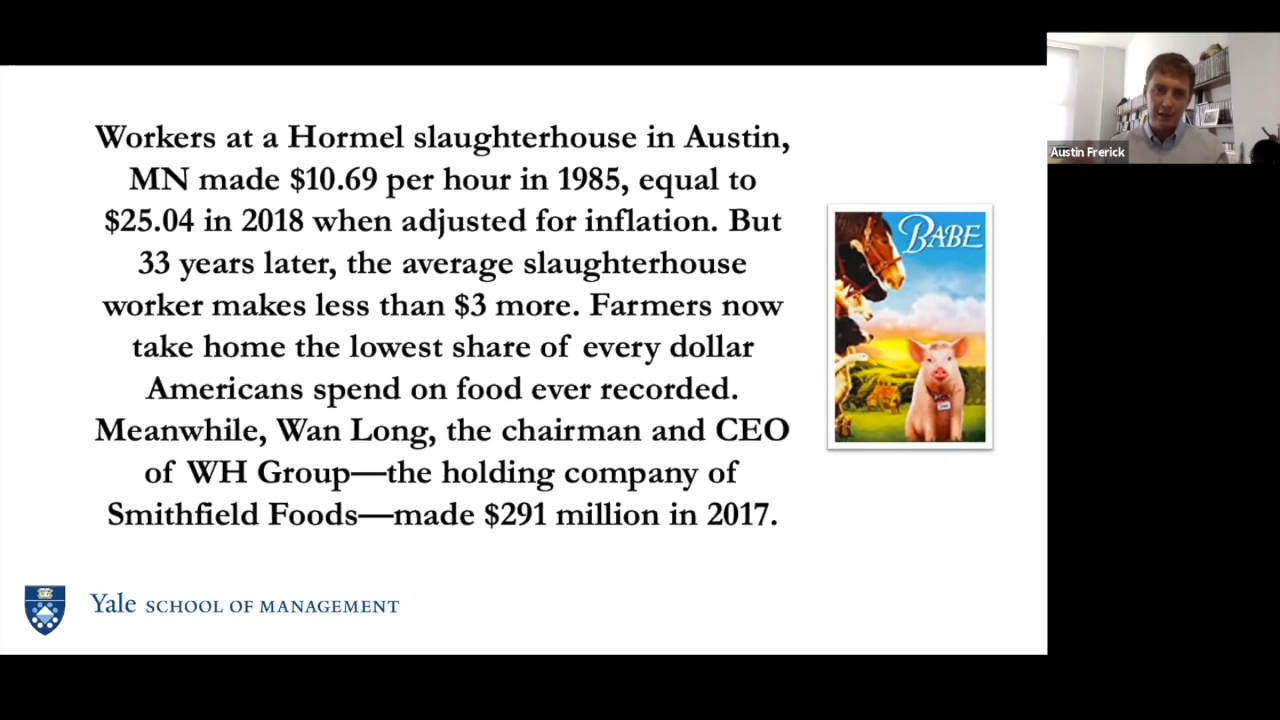 Workers at a Hormel slaughterhouse in Austin,
MN made $10.69 per hour in 1985, equal to
$25.04 in 2018 when adjusted for inflation. But
33 years later, the average slaughterhouse
worker makes less than $3 more. Farmers now
take home the lowest share of every dollar
Americans spend on food ever recorded.
Meanwhile, Wan Long, the chairman and CEO
of WH Group—the holding company of
Smithfield Foods—made $291 million in 2017.
BABE
Yale SCHOOL OF MANAGEMENT
Austin Frerick